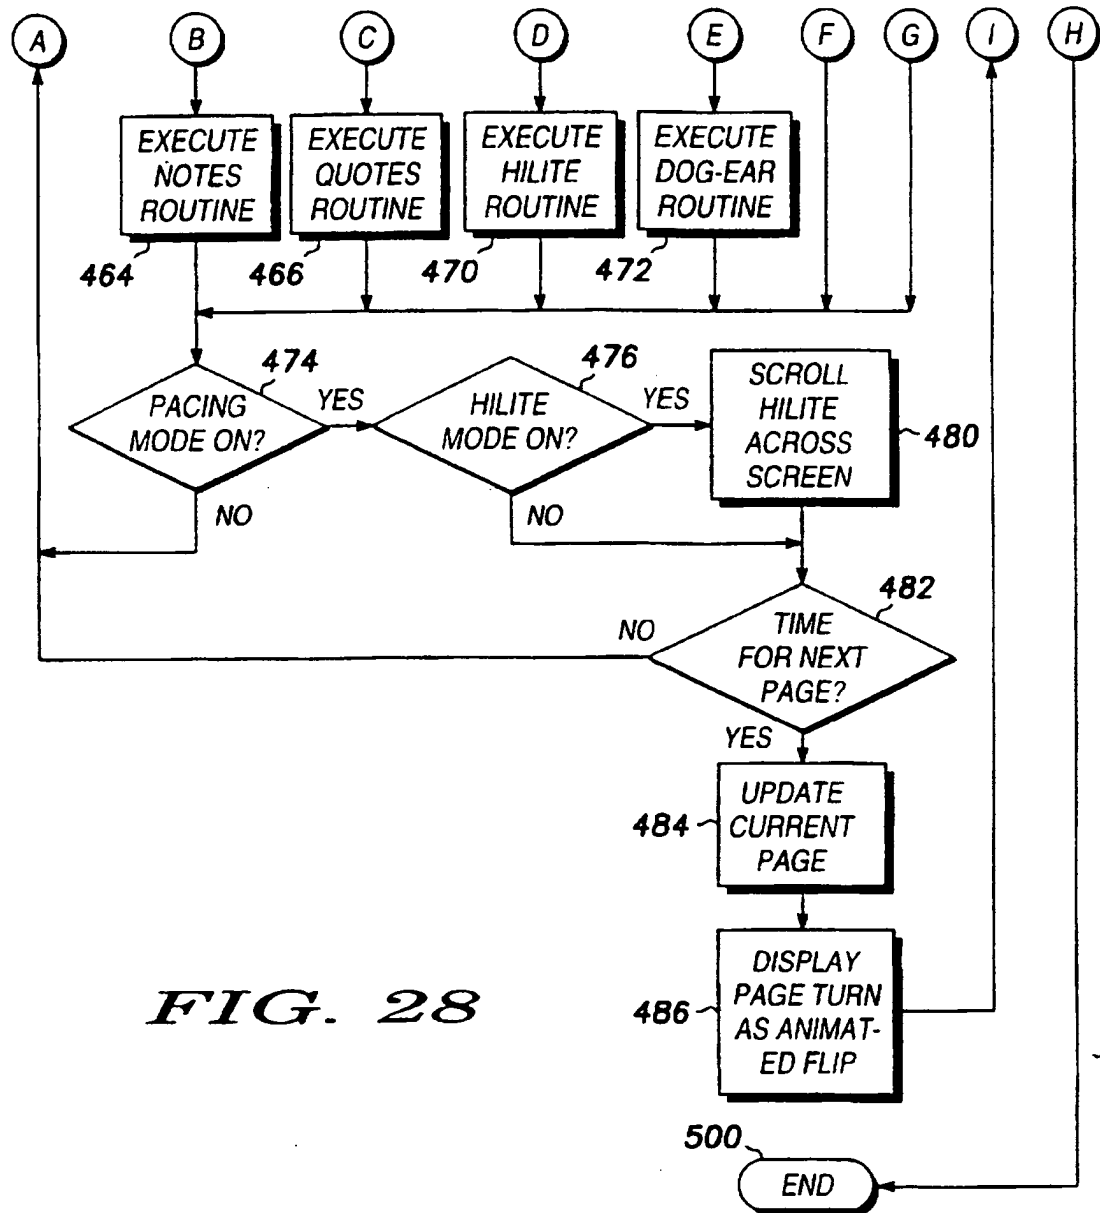 A
B
C
D
E
F
G
I
H
EXECUTE
NOTES
ROUTINE
464
EXECUTE
QUOTES
ROUTINE
466
EXECUTE
HILITE
ROUTINE
470
EXECUTE
DOG-EAR
ROUTINE
472
PACING
MODE ON?
474
YES
NO
HILITE
MODE ON?
476
YES
NO
SCROLL
HILITE
ACROSS
SCREEN
480
TIME
FOR NEXT
PAGE?
482
NO
YES
UPDATE
CURRENT
PAGE
484
DISPLAY
PAGE TURN
AS ANIMAT-
ED FLIP
486
FIG. 28
500
END